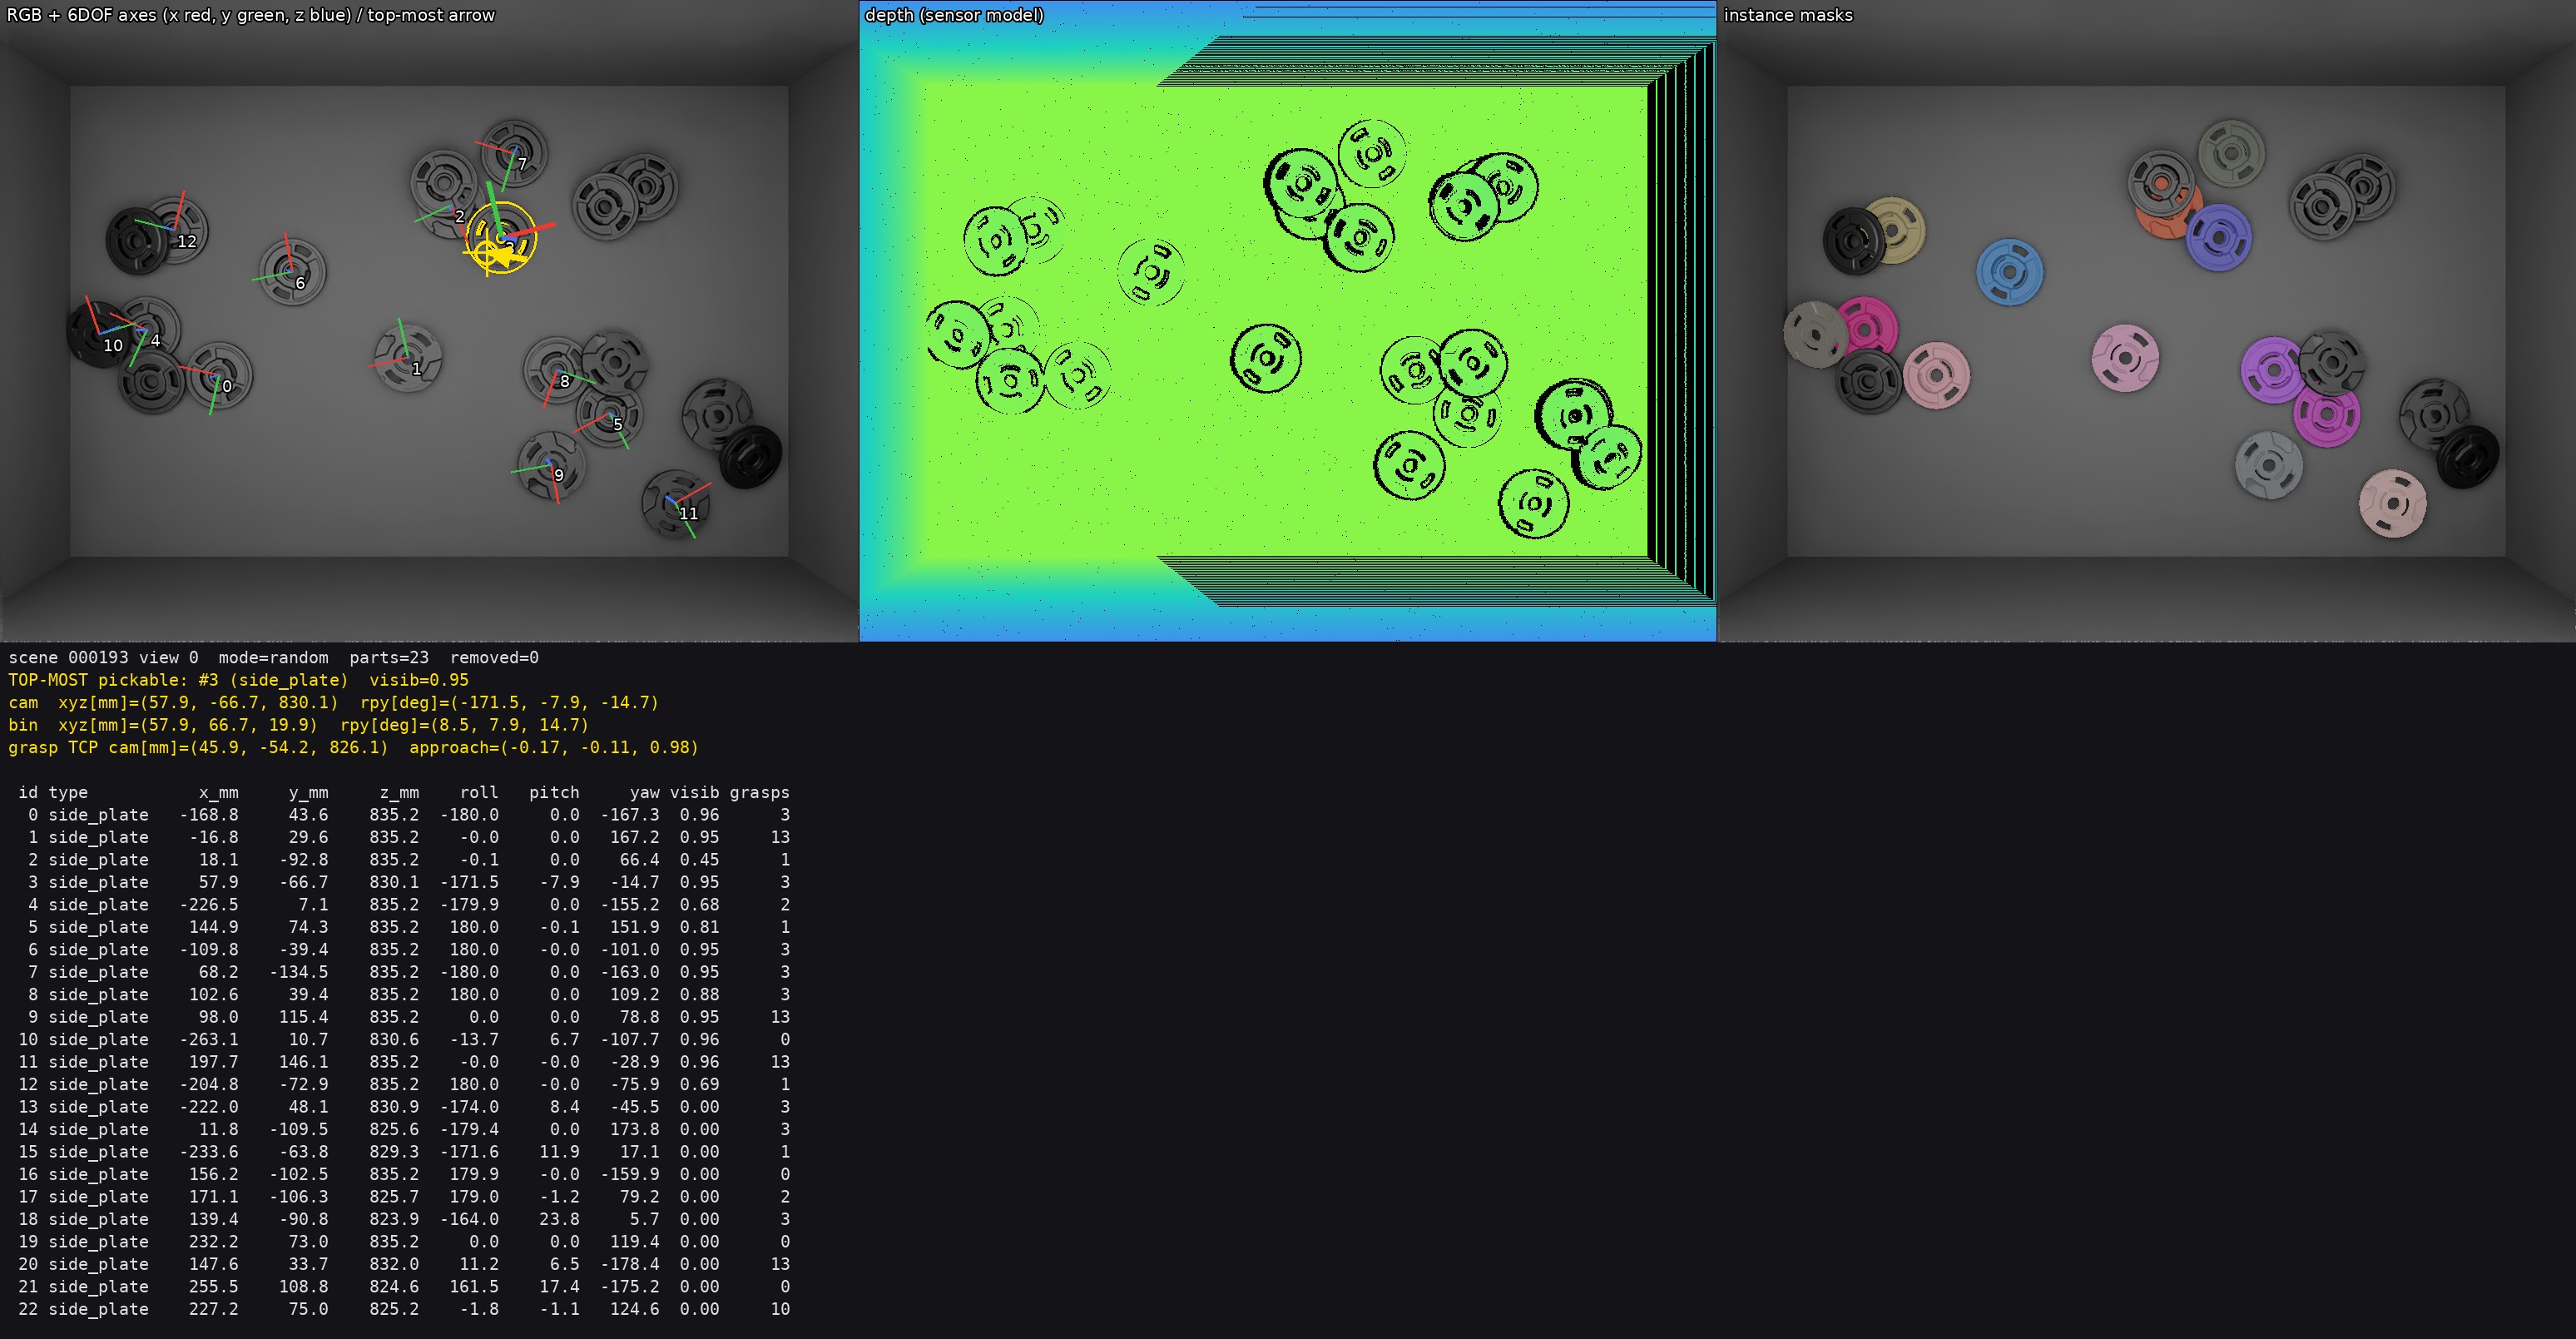 RGB + 6DOF axes (x red, y green, z blue) / top-most arrow
depth (sensor model)
instance masks
7
2
3
12
6
10
4
0
1
8
5
9
11
scene 000193 view 0  mode=random  parts=23  removed=0
TOP-MOST pickable: #3 (side_plate)  visib=0.95
cam  xyz[mm]=(57.9, -66.7, 830.1)  rpy[deg]=(-171.5, -7.9, -14.7)
bin  xyz[mm]=(57.9, 66.7, 19.9)  rpy[deg]=(8.5, 7.9, 14.7)
grasp TCP cam[mm]=(45.9, -54.2, 826.1)  approach=(-0.17, -0.11, 0.98)
id type x_mm y_mm z_mm roll pitch yaw visib grasps
0 side_plate -168.8 43.6 835.2 -180.0 0.0 -167.3 0.96 3
1 side_plate -16.8 29.6 835.2 -0.0 0.0 167.2 0.95 13
2 side_plate 18.1 -92.8 835.2 -0.1 0.0 66.4 0.45 1
3 side_plate 57.9 -66.7 830.1 -171.5 -7.9 -14.7 0.95 3
4 side_plate -226.5 7.1 835.2 -179.9 0.0 -155.2 0.68 2
5 side_plate 144.9 74.3 835.2 180.0 -0.1 151.9 0.81 1
6 side_plate -109.8 -39.4 835.2 180.0 -0.0 -101.0 0.95 3
7 side_plate 68.2 -134.5 835.2 -180.0 0.0 -163.0 0.95 3
8 side_plate 102.6 39.4 835.2 180.0 0.0 109.2 0.88 3
9 side_plate 98.0 115.4 835.2 0.0 0.0 78.8 0.95 13
10 side_plate -263.1 10.7 830.6 -13.7 6.7 -107.7 0.96 0
11 side_plate 197.7 146.1 835.2 -0.0 -0.0 -28.9 0.96 13
12 side_plate -204.8 -72.9 835.2 180.0 -0.0 -75.9 0.69 1
13 side_plate -222.0 48.1 830.9 -174.0 8.4 -45.5 0.00 3
14 side_plate 11.8 -109.5 825.6 -179.4 0.0 173.8 0.00 3
15 side_plate -233.6 -63.8 829.3 -171.6 11.9 17.1 0.00 1
16 side_plate 156.2 -102.5 835.2 179.9 -0.0 -159.9 0.00 0
17 side_plate 171.1 -106.3 825.7 179.0 -1.2 79.2 0.00 2
18 side_plate 139.4 -90.8 823.9 -164.0 23.8 5.7 0.00 3
19 side_plate 232.2 73.0 835.2 0.0 0.0 119.4 0.00 0
20 side_plate 147.6 33.7 832.0 11.2 6.5 -178.4 0.00 13
21 side_plate 255.5 108.8 824.6 161.5 17.4 -175.2 0.00 0
22 side_plate 227.2 75.0 825.2 -1.8 -1.1 124.6 0.00 10